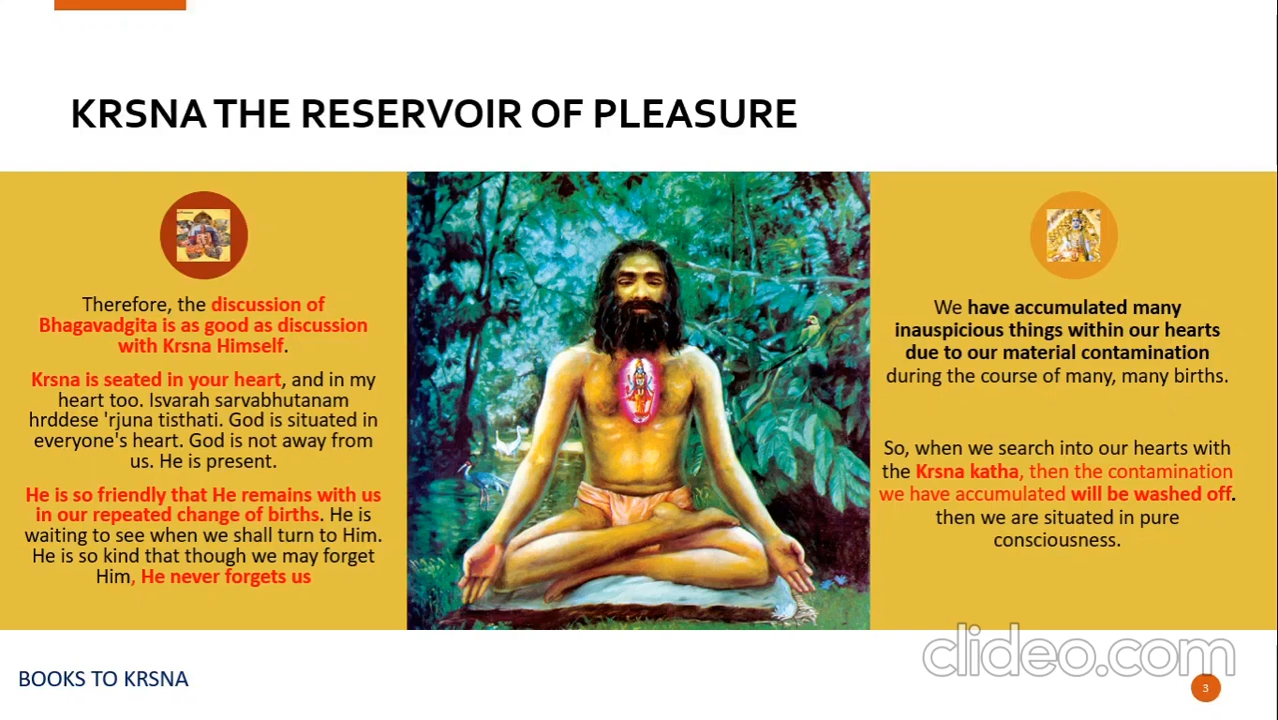 KRSNA THE RESERVOIR OF PLEASURE
Therefore, the discussion of
Bhagavadgita is as good as discussion
with Krsna Himself.
Krsna is seated in your heart, and in my
heart too. Isvarah sarvabhutanam
hrddese 'rjuna tisthati. God is situated in
everyone's heart. God is not away from
us. He is present.
He is so friendly that He remains with us
in our repeated change of births. He is
waiting to see when we shall turn to Him.
He is so kind that though we may forget
Him, He never forgets us
We have accumulated many
inauspicious things within our hearts
due to our material contamination
during the course of many, many births.
So, when we search into our hearts with
the Krsna katha, then the contamination
we have accumulated will be washed off.
then we are situated in pure
consciousness.
clideo.com
BOOKS TO KRSNA
3